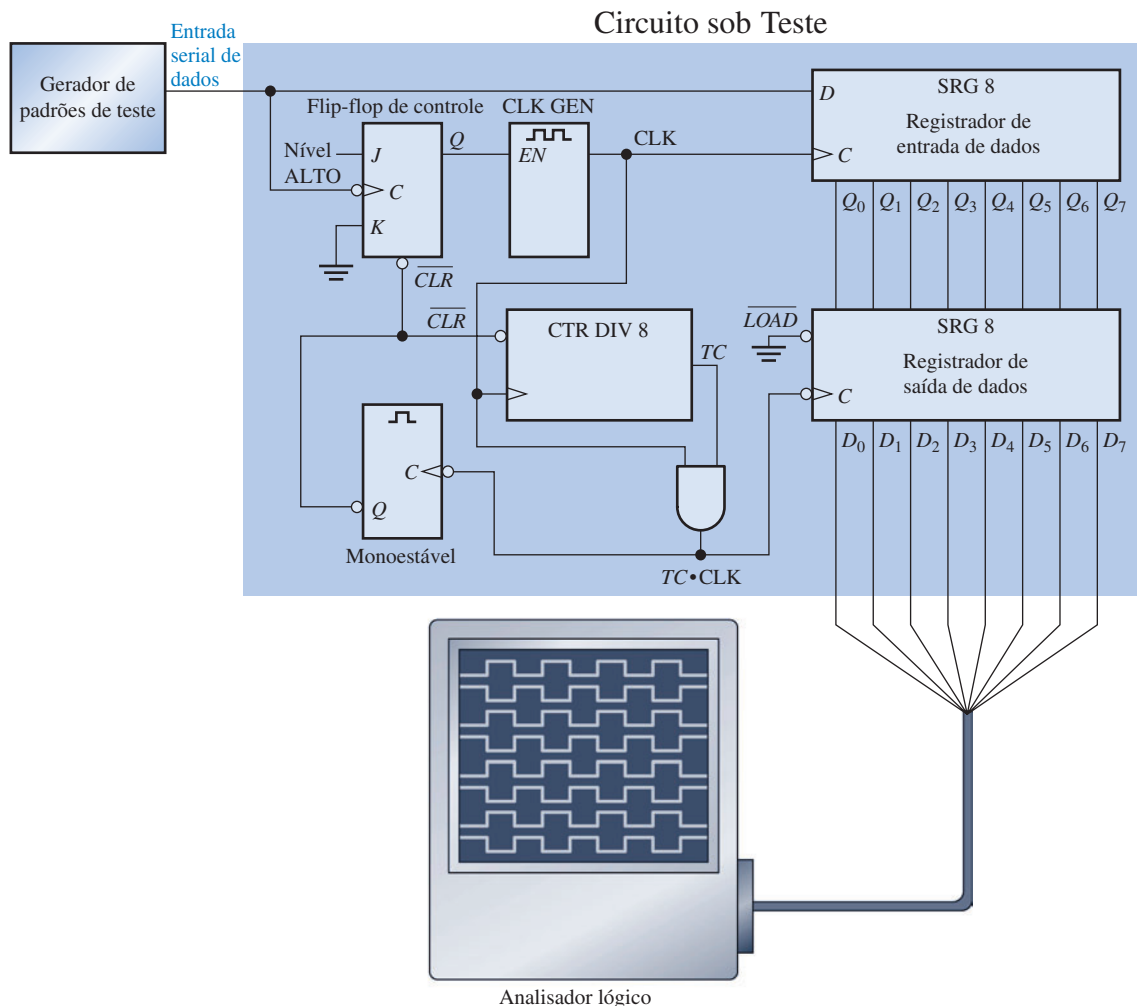 Circuito sob Teste
Entrada
serial de
dados
Gerador de
padrões de teste
Flip-flop de controle
CLK GEN
SRG 8
Registrador de
entrada de dados
D
C
Nível
ALTO
J
C
K
Q
EN
CLK
CLR
CLR
Q0 Q1 Q2 Q3 Q4 Q5 Q6 Q7
CTR DIV 8
TC
LOAD
SRG 8
Registrador de
saída de dados
C
C
Q
Monoestável
TC•CLK
D0 D1 D2 D3 D4 D5 D6 D7
Analisador lógico